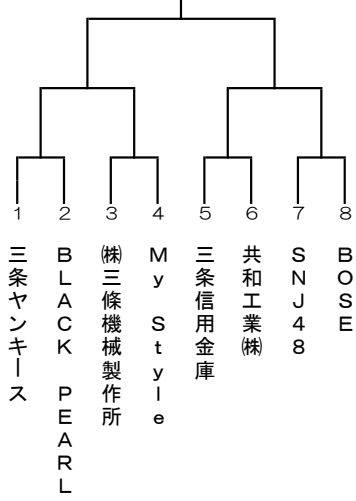 1 2 3 4 5 6 7 8
三条ヤンキース
BLACK PEARL
㈱三條機械製作所
My Style
三条信用金庫
共和工業㈱
SNJ48
BOSE